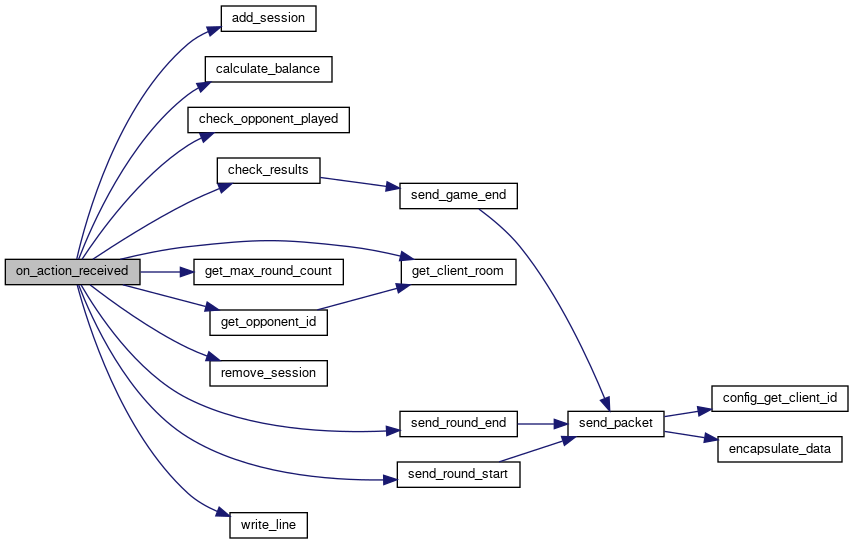 add_session
calculate_balance
check_opponent_played
check_results
send_game_end
on_action_received
get_max_round_count
get_client_room
get_opponent_id
remove_session
config_get_client_id
send_round_end
send_packet
encapsulate_data
send_round_start
write_line